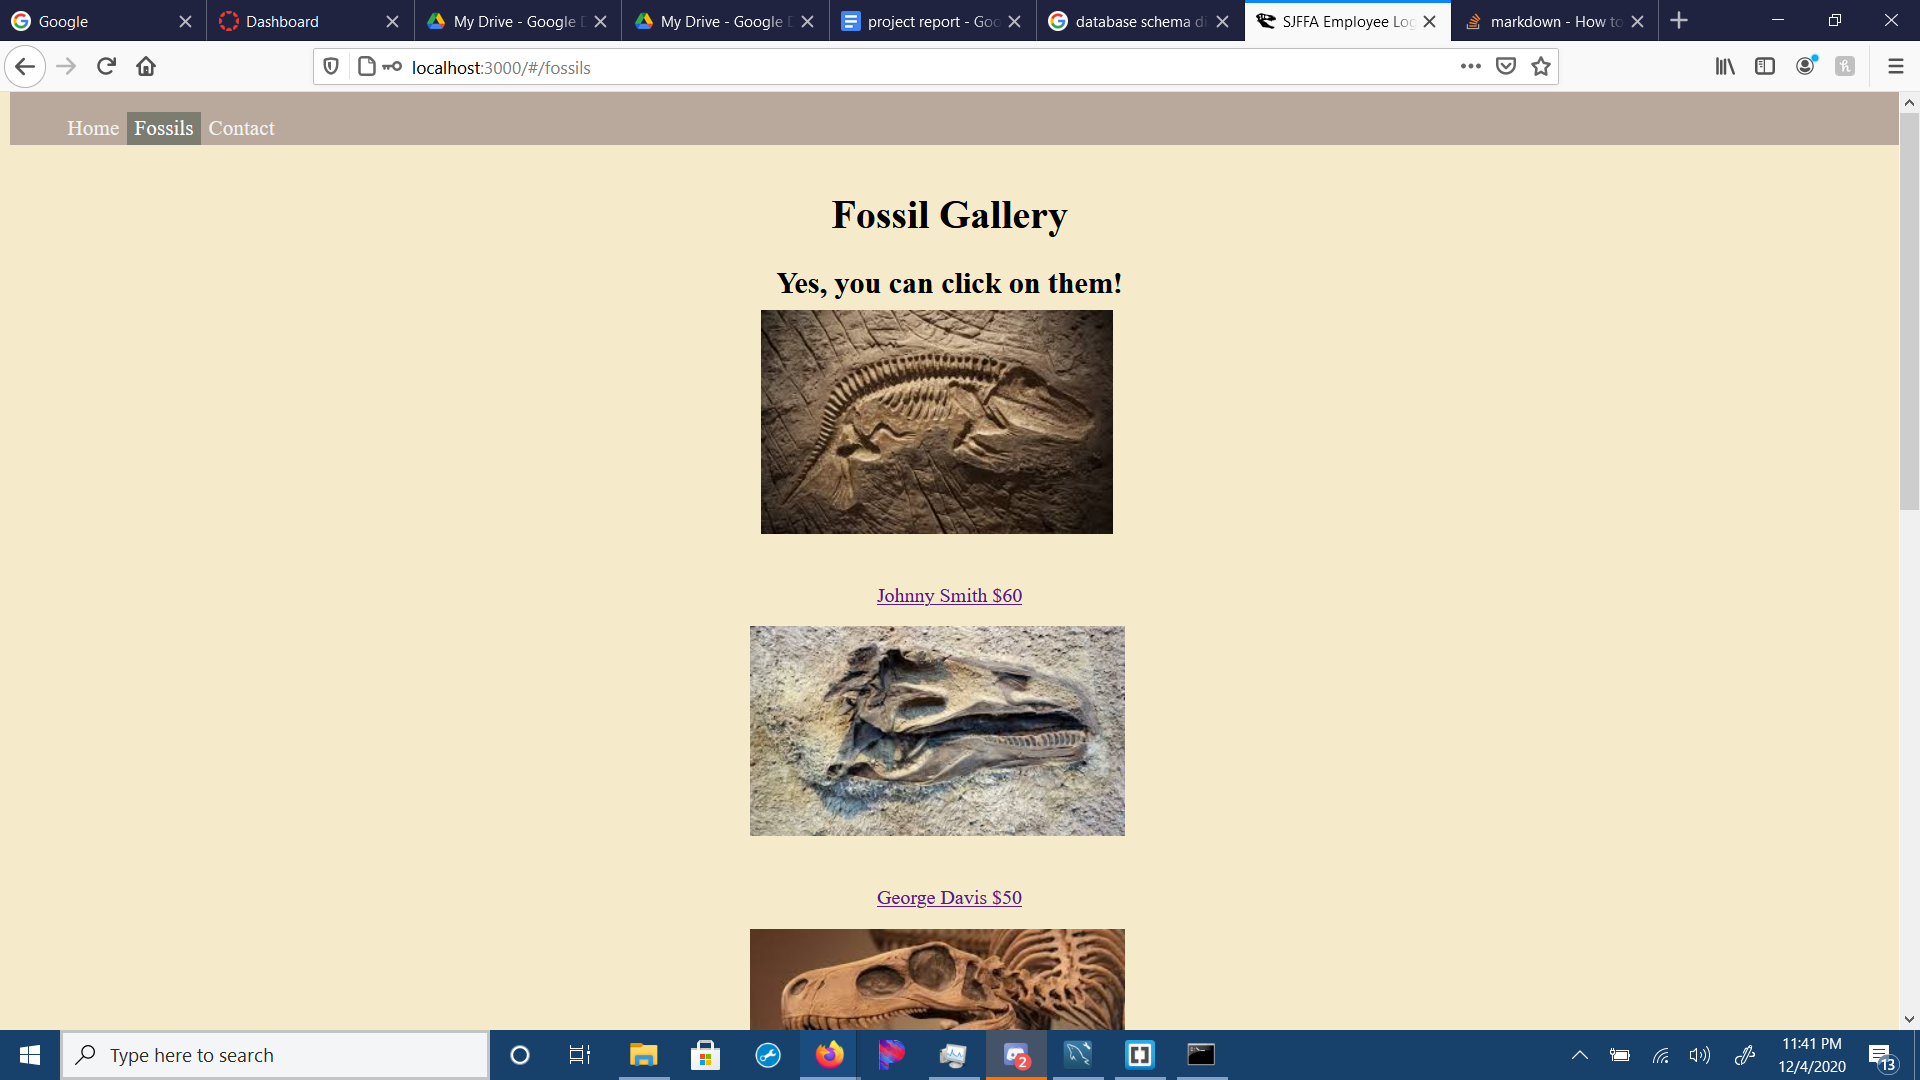 Google
Dashboard
My Drive - Google D
My Drive - Google D
project report - Goo
database schema di
SJFFA Employee Log
markdown - How to
localhost:3000/#/fossils
Home Fossils Contact
Fossil Gallery
Yes, you can click on them!
Johnny Smith $60
George Davis $50
Type here to search
2
11:41 PM
12/4/2020
13